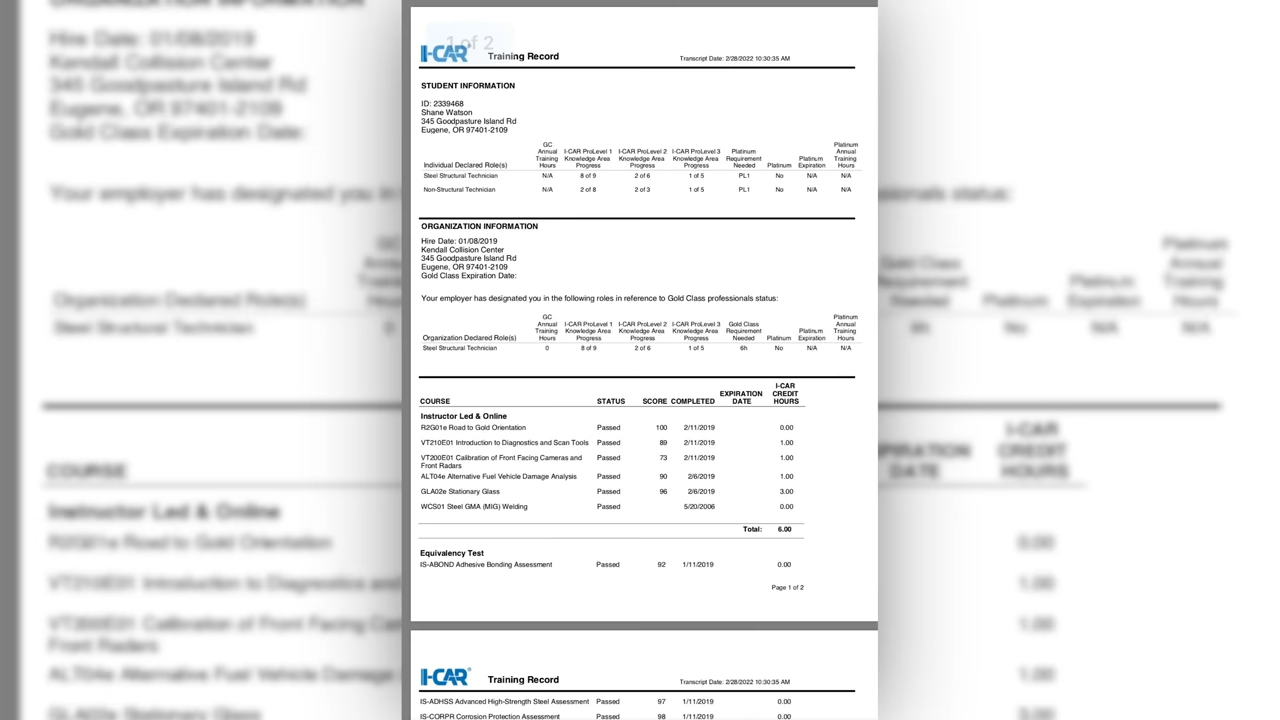 1 of 2
I-CAR Training Record Transcript Date: 2/28/2022 10:30:35 AM
STUDENT INFORMATION
ID: 2339468
Shane Watson
345 Goodpasture Island Rd
Eugene, OR 97401-2109
Individual Declared Role(s) GC Annual Training Hours I-CAR ProLevel 1 Knowledge Area Progress I-CAR ProLevel 2 Knowledge Area Progress I-CAR ProLevel 3 Knowledge Area Progress Platinum Requirement Needed Platinum Platinum Expiration Platinum Annual Training Hours
Steel Structural Technician N/A 8 of 9 2 of 6 1 of 5 PL1 No N/A N/A
Non-Structural Technician N/A 2 of 8 2 of 3 1 of 5 PL1 No N/A N/A
ORGANIZATION INFORMATION
Hire Date: 01/08/2019
Kendall Collision Center
345 Goodpasture Island Rd
Eugene, OR 97401-2109
Gold Class Expiration Date:
Your employer has designated you in the following roles in reference to Gold Class professionals status:
Organization Declared Role(s) GC Annual Training Hours I-CAR ProLevel 1 Knowledge Area Progress I-CAR ProLevel 2 Knowledge Area Progress I-CAR ProLevel 3 Knowledge Area Progress Gold Class Requirement Needed Platinum Platinum Expiration Platinum Annual Training Hours
Steel Structural Technician 0 8 of 9 2 of 6 1 of 5 6h No N/A N/A
COURSE STATUS SCORE COMPLETED EXPIRATION DATE I-CAR CREDIT HOURS
Instructor Led & Online
R2G01e Road to Gold Orientation Passed 100 2/11/2019 0.00
VT210E01 Introduction to Diagnostics and Scan Tools Passed 89 2/11/2019 1.00
VT200E01 Calibration of Front Facing Cameras and Passed 73 2/11/2019 1.00
Front Radars
ALT04e Alternative Fuel Vehicle Damage Analysis Passed 90 2/6/2019 1.00
GLA02e Stationary Glass Passed 96 2/6/2019 3.00
WCS01 Steel GMA (MIG) Welding Passed 5/20/2006 0.00
Total: 6.00
Equivalency Test
IS-ABOND Adhesive Bonding Assessment Passed 92 1/11/2019 0.00
Page 1 of 2
I-CAR® Training Record Transcript Date: 2/28/2022 10:30:35 AM
IS-ADHSS Advanced High-Strength Steel Assessment Passed 97 1/11/2019 0.00
IS-CORPR Corrosion Protection Assessment Passed 98 1/11/2019 0.00